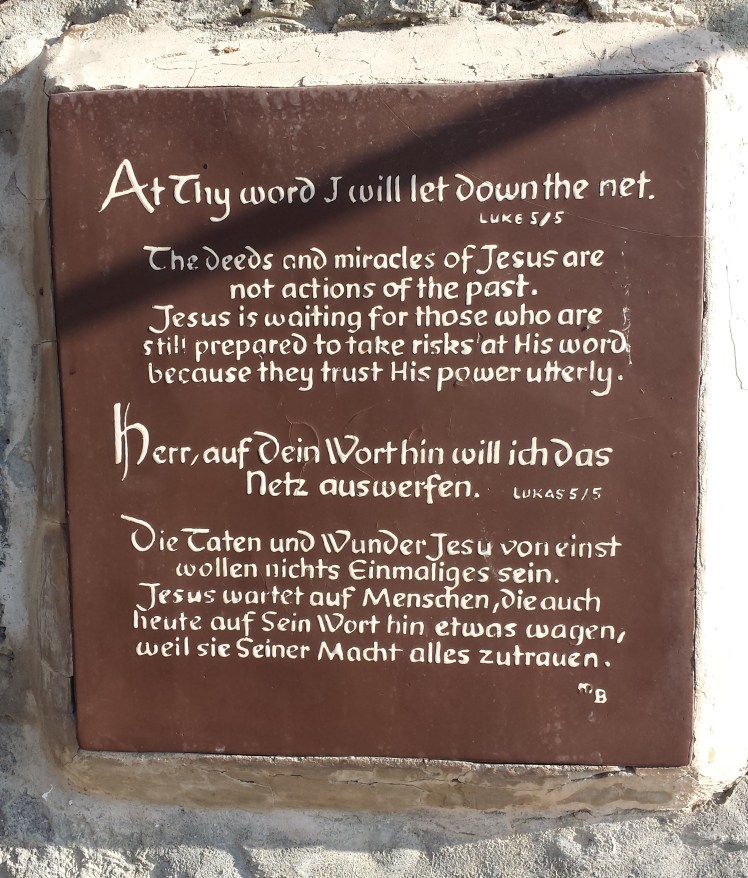 At Thy word I will let down the net.
LUKE 5/5
The deeds and miracles of Jesus are
not actions of the past.
Jesus is waiting for those who are
still prepared to take risks at His word
because they trust His power utterly.
Herr, auf Dein Wort hin will ich das
Netz auswerfen. LUKAS 5/5
Die Taten und Wunder Jesu von einst
wollen nichts Einmaliges sein.
Jesus wartet auf Menschen, die auch
heute auf Sein Wort hin etwas wagen,
weil sie Seiner Macht alles zutrauen.
MB